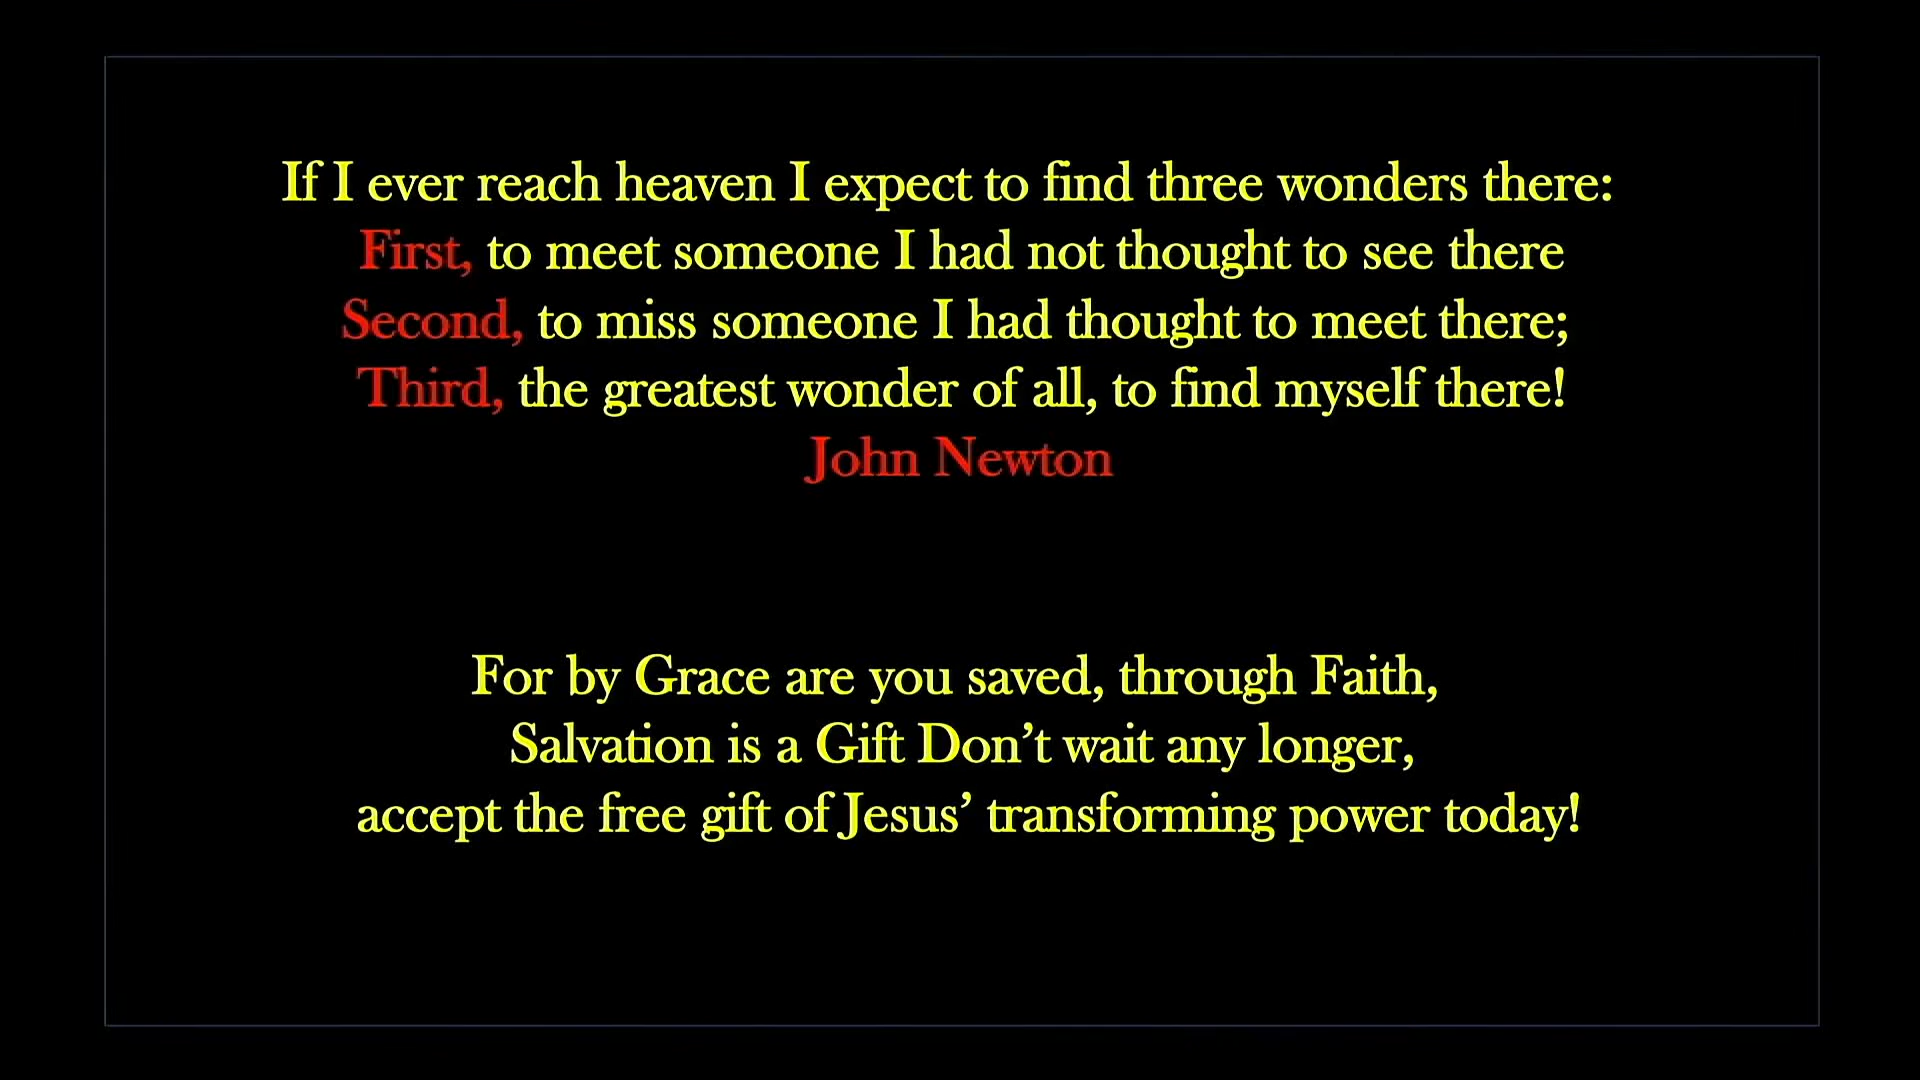 If I ever reach heaven I expect to find three wonders there:
First, to meet someone I had not thought to see there
Second, to miss someone I had thought to meet there;
Third, the greatest wonder of all, to find myself there!
John Newton
For by Grace are you saved, through Faith,
Salvation is a Gift Don’t wait any longer,
accept the free gift of Jesus’ transforming power today!